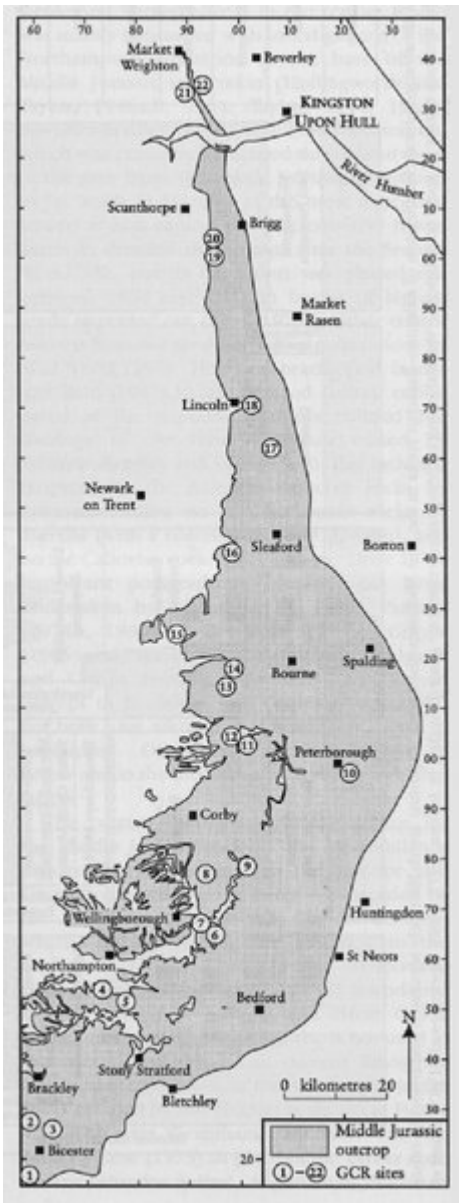 60
70
80
90
00
10
20
30
Market
Weighton
Beverley
40
22
21
KINGSTON
UPON HULL
30
20
River Humber
Scunthorpe
10
Brigg
20
19
00
Market
Rasen
90
80
Lincoln
18
70
17
60
Newark
on Trent
50
Sleaford
Boston
16
40
30
15
14
Spalding
20
13
Bourne
10
12
11
Peterborough
00
10
Corby
90
9
8
80
Wellingborough
7
Huntingdon
70
6
Northampton
St Neots
60
4
5
Bedford
50
N
Stony Stratford
40
Brackley
Bletchley
0 kilometres 20
30
2
3
Bicester
20
Middle Jurassic
outcrop
1
1-22 GCR sites